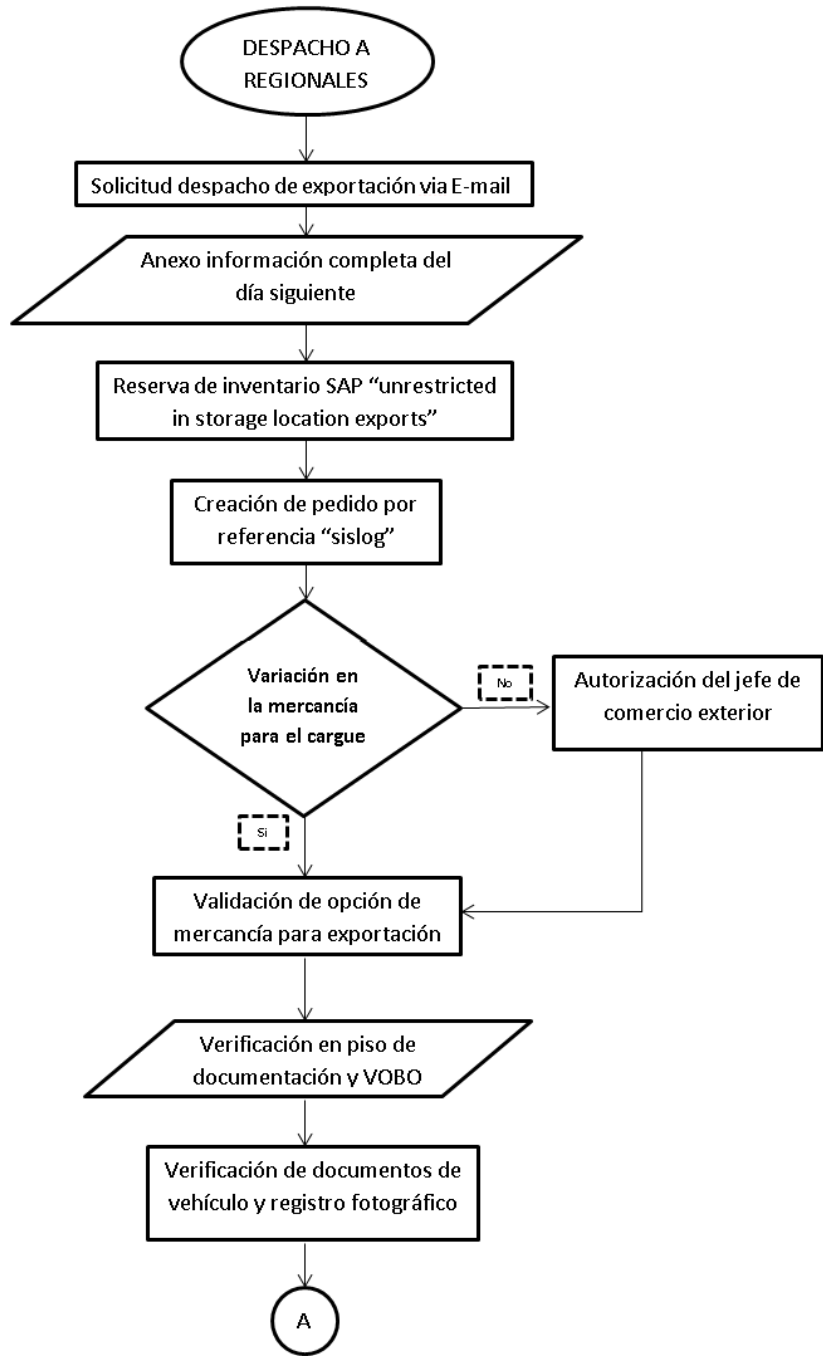 DESPACHO A
REGIONALES
Solicitud despacho de exportación via E-mail
Anexo información completa del
día siguiente
Reserva de inventario SAP “unrestricted
in storage location exports”
Creación de pedido por
referencia “sislog”
Variación en
la mercancía
para el cargue
No
Autorización del jefe de
comercio exterior
Si
Validación de opción de
mercancía para exportación
Verificación en piso de
documentación y VOBO
Verificación de documentos de
vehículo y registro fotográfico
A